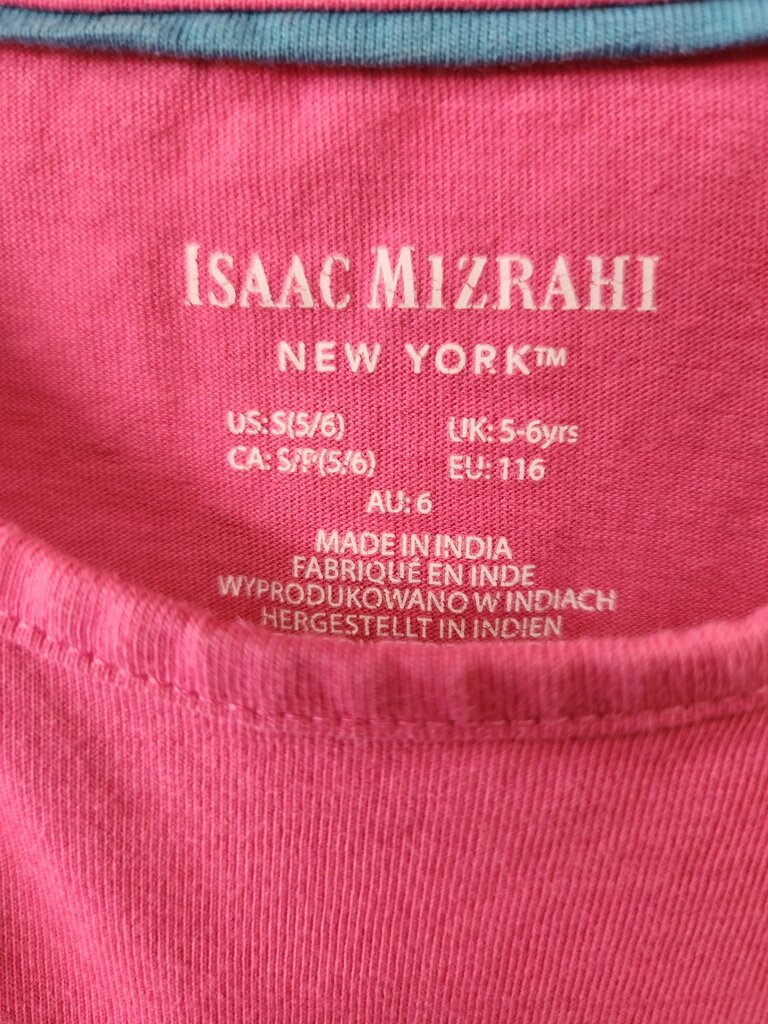 ISAAC MIZRAHI
NEW YORK™
US: S(5/6) UK: 5-6yrs
CA: S/P(5/6) EU: 116
AU: 6
MADE IN INDIA
FABRIQUÉ EN INDE
WYPRODUKOWANO W INDIACH
HERGESTELLT IN INDIEN